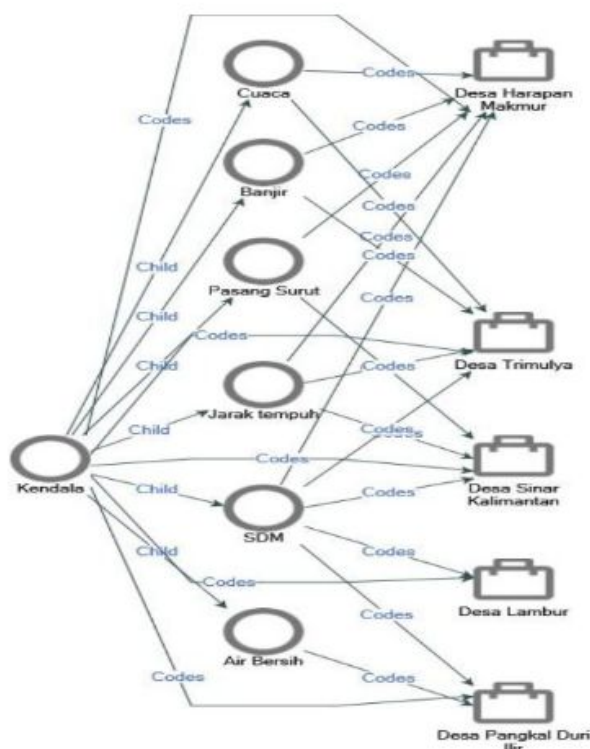 Codes
Cuaca
Desa Harapan
Makmur
Codes
Codes
Codes
Banjir
Codes
Codes
Codes
Child
Pasang Surut
Codes
Child
Codes
Child
Desa Trimulya
Codes
Jarak tempuh
Codes
Codes
Child
Codes
Kendala
Desa Sinar
Kalimantan
Child
Codes
SDM
Child
Codes
Codes
Desa Lambur
Codes
Codes
Air Bersih
Codes
Desa Pangkal Duri
Ilir